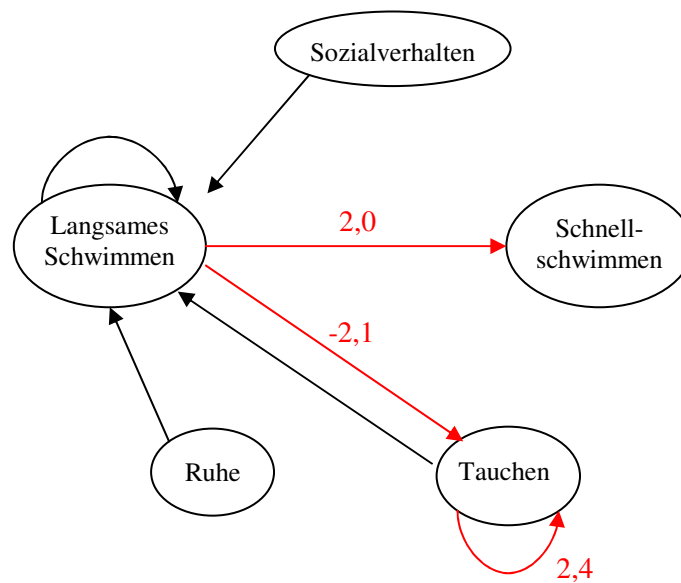 Sozialverhalten
Langsames
Schwimmen
2,0
Schnell-
schwimmen
-2,1
Ruhe
Tauchen
2,4